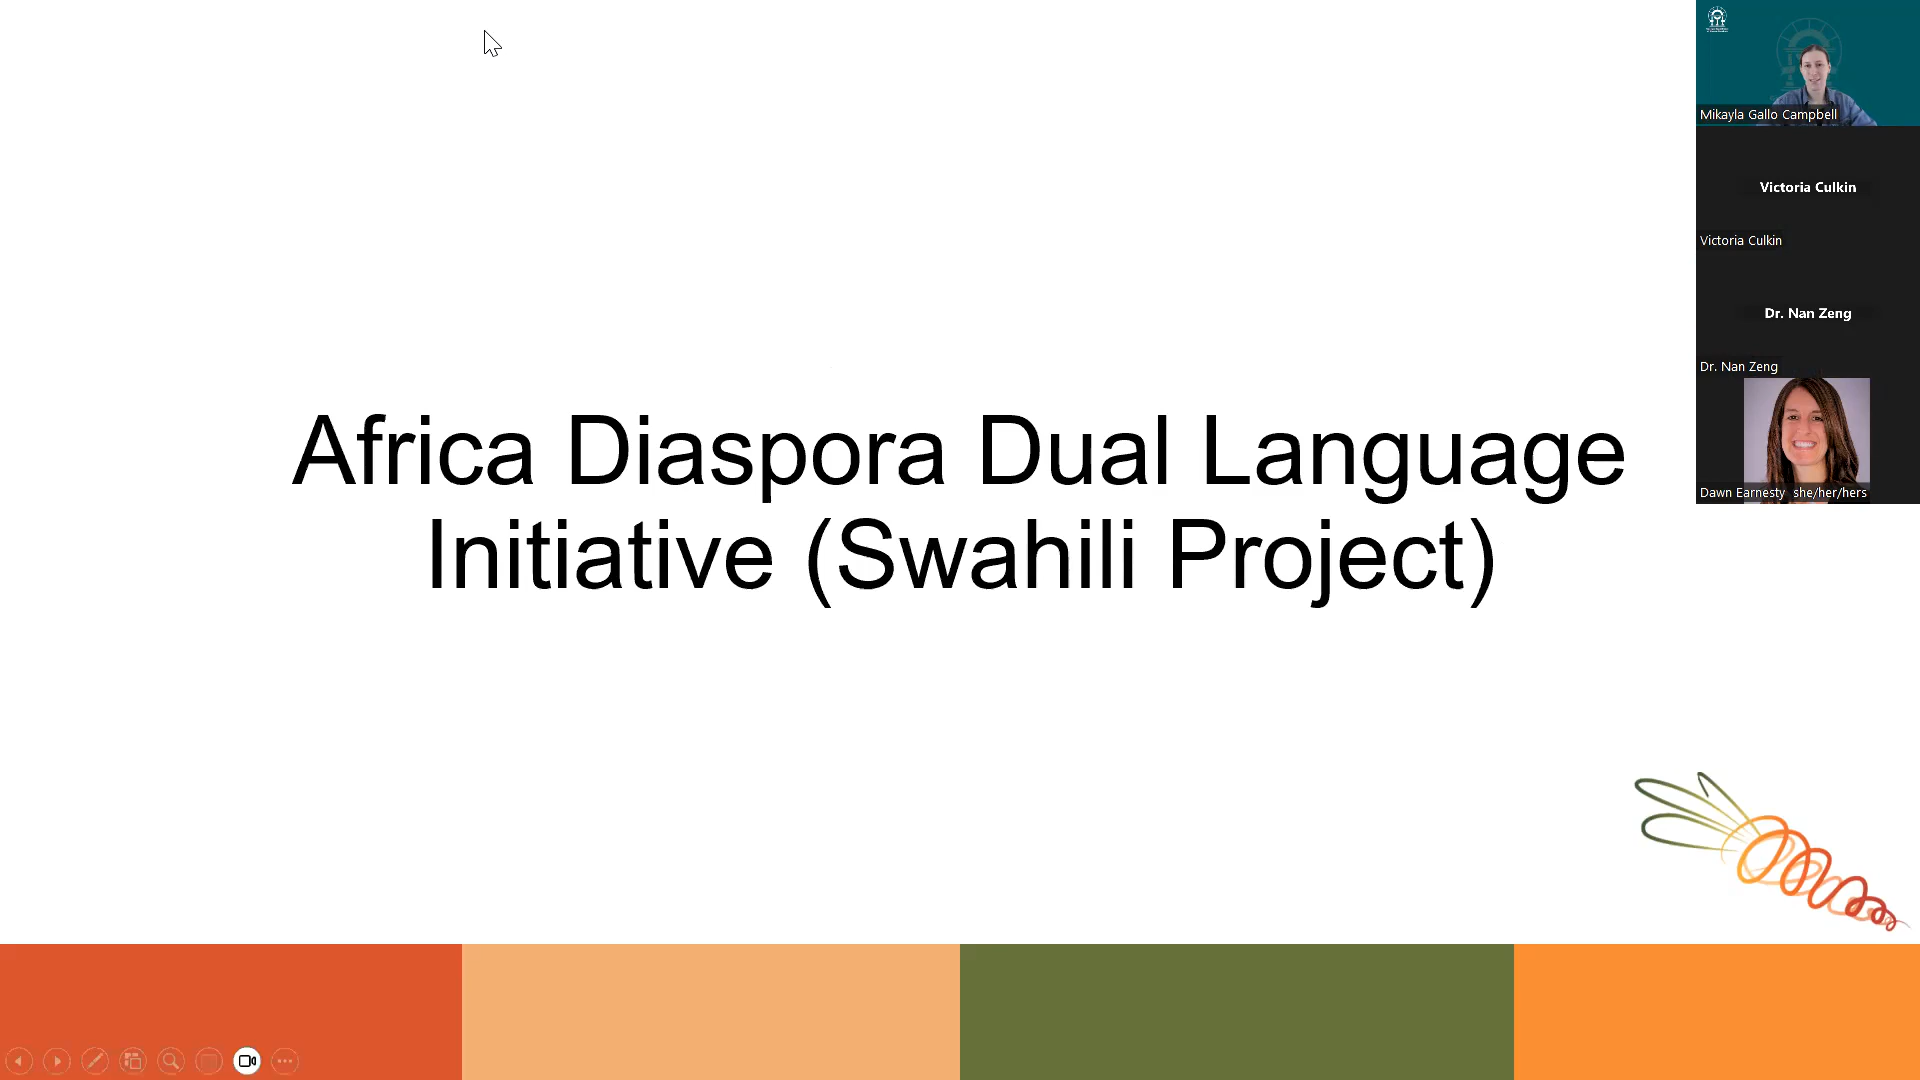 Africa Diaspora Dual Language
Initiative (Swahili Project)
Mikayla Gallo Campbell
Victoria Culkin
Victoria Culkin
Dr. Nan Zeng
Dr. Nan Zeng
Dawn Earnesty she/her/hers